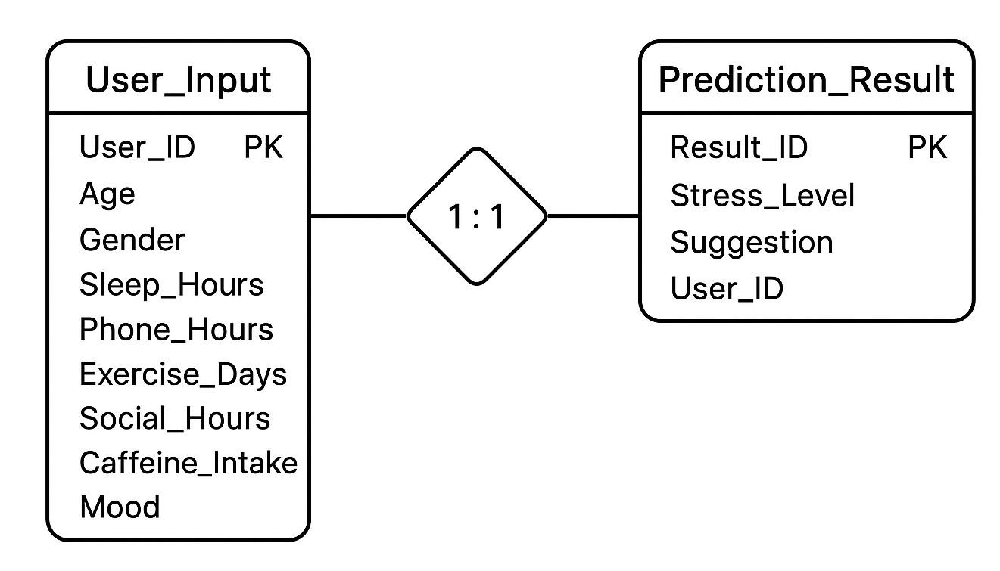 User_Input
User_ID PK
Age
Gender
Sleep_Hours
Phone_Hours
Exercise_Days
Social_Hours
Caffeine_Intake
Mood
1 : 1
Prediction_Result
Result_ID PK
Stress_Level
Suggestion
User_ID